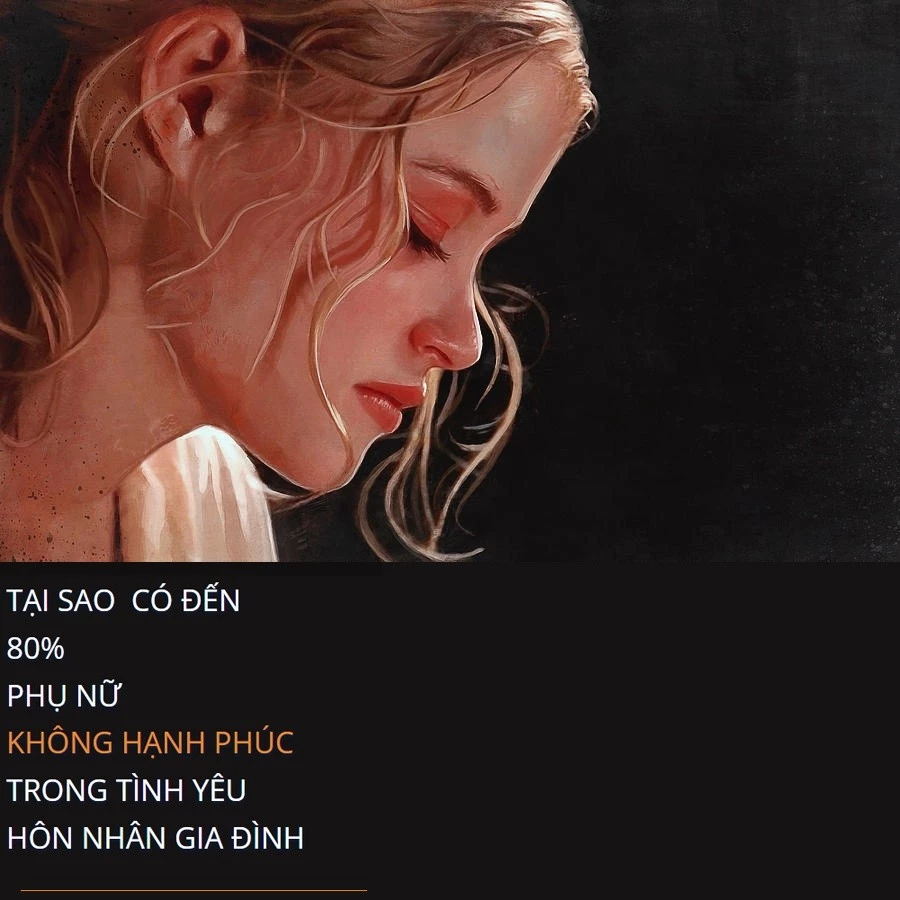 TẠI SAO  CÓ ĐẾN
80%
PHỤ NỮ
KHÔNG HẠNH PHÚC
TRONG TÌNH YÊU
HÔN NHÂN GIA ĐÌNH